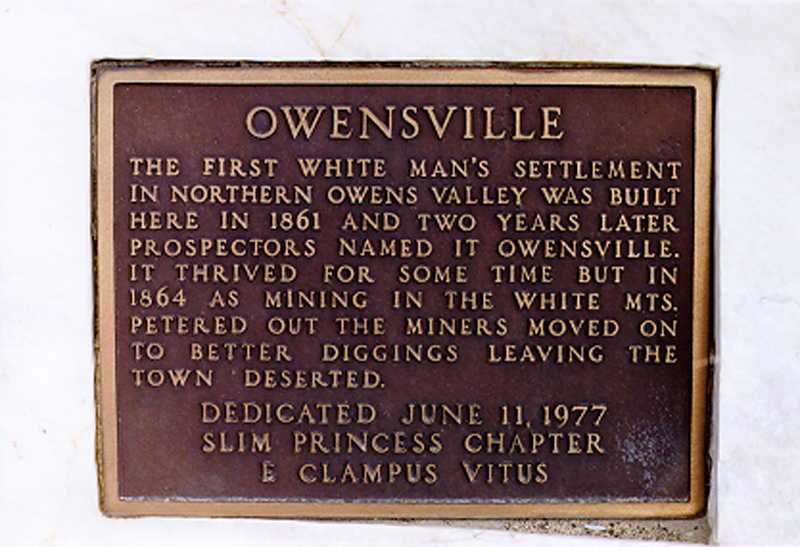 OWENSVILLE
THE FIRST WHITE MAN'S SETTLEMENT
IN NORTHERN OWENS VALLEY WAS BUILT
HERE IN 1861 AND TWO YEARS LATER
PROSPECTORS NAMED IT OWENSVILLE.
IT THRIVED FOR SOME TIME BUT IN
1864 AS MINING IN THE WHITE MTS.
PETERED OUT THE MINERS MOVED ON
TO BETTER DIGGINGS LEAVING THE
TOWN DESERTED.
DEDICATED JUNE 11, 1977
SLIM PRINCESS CHAPTER
E CLAMPUS VITUS